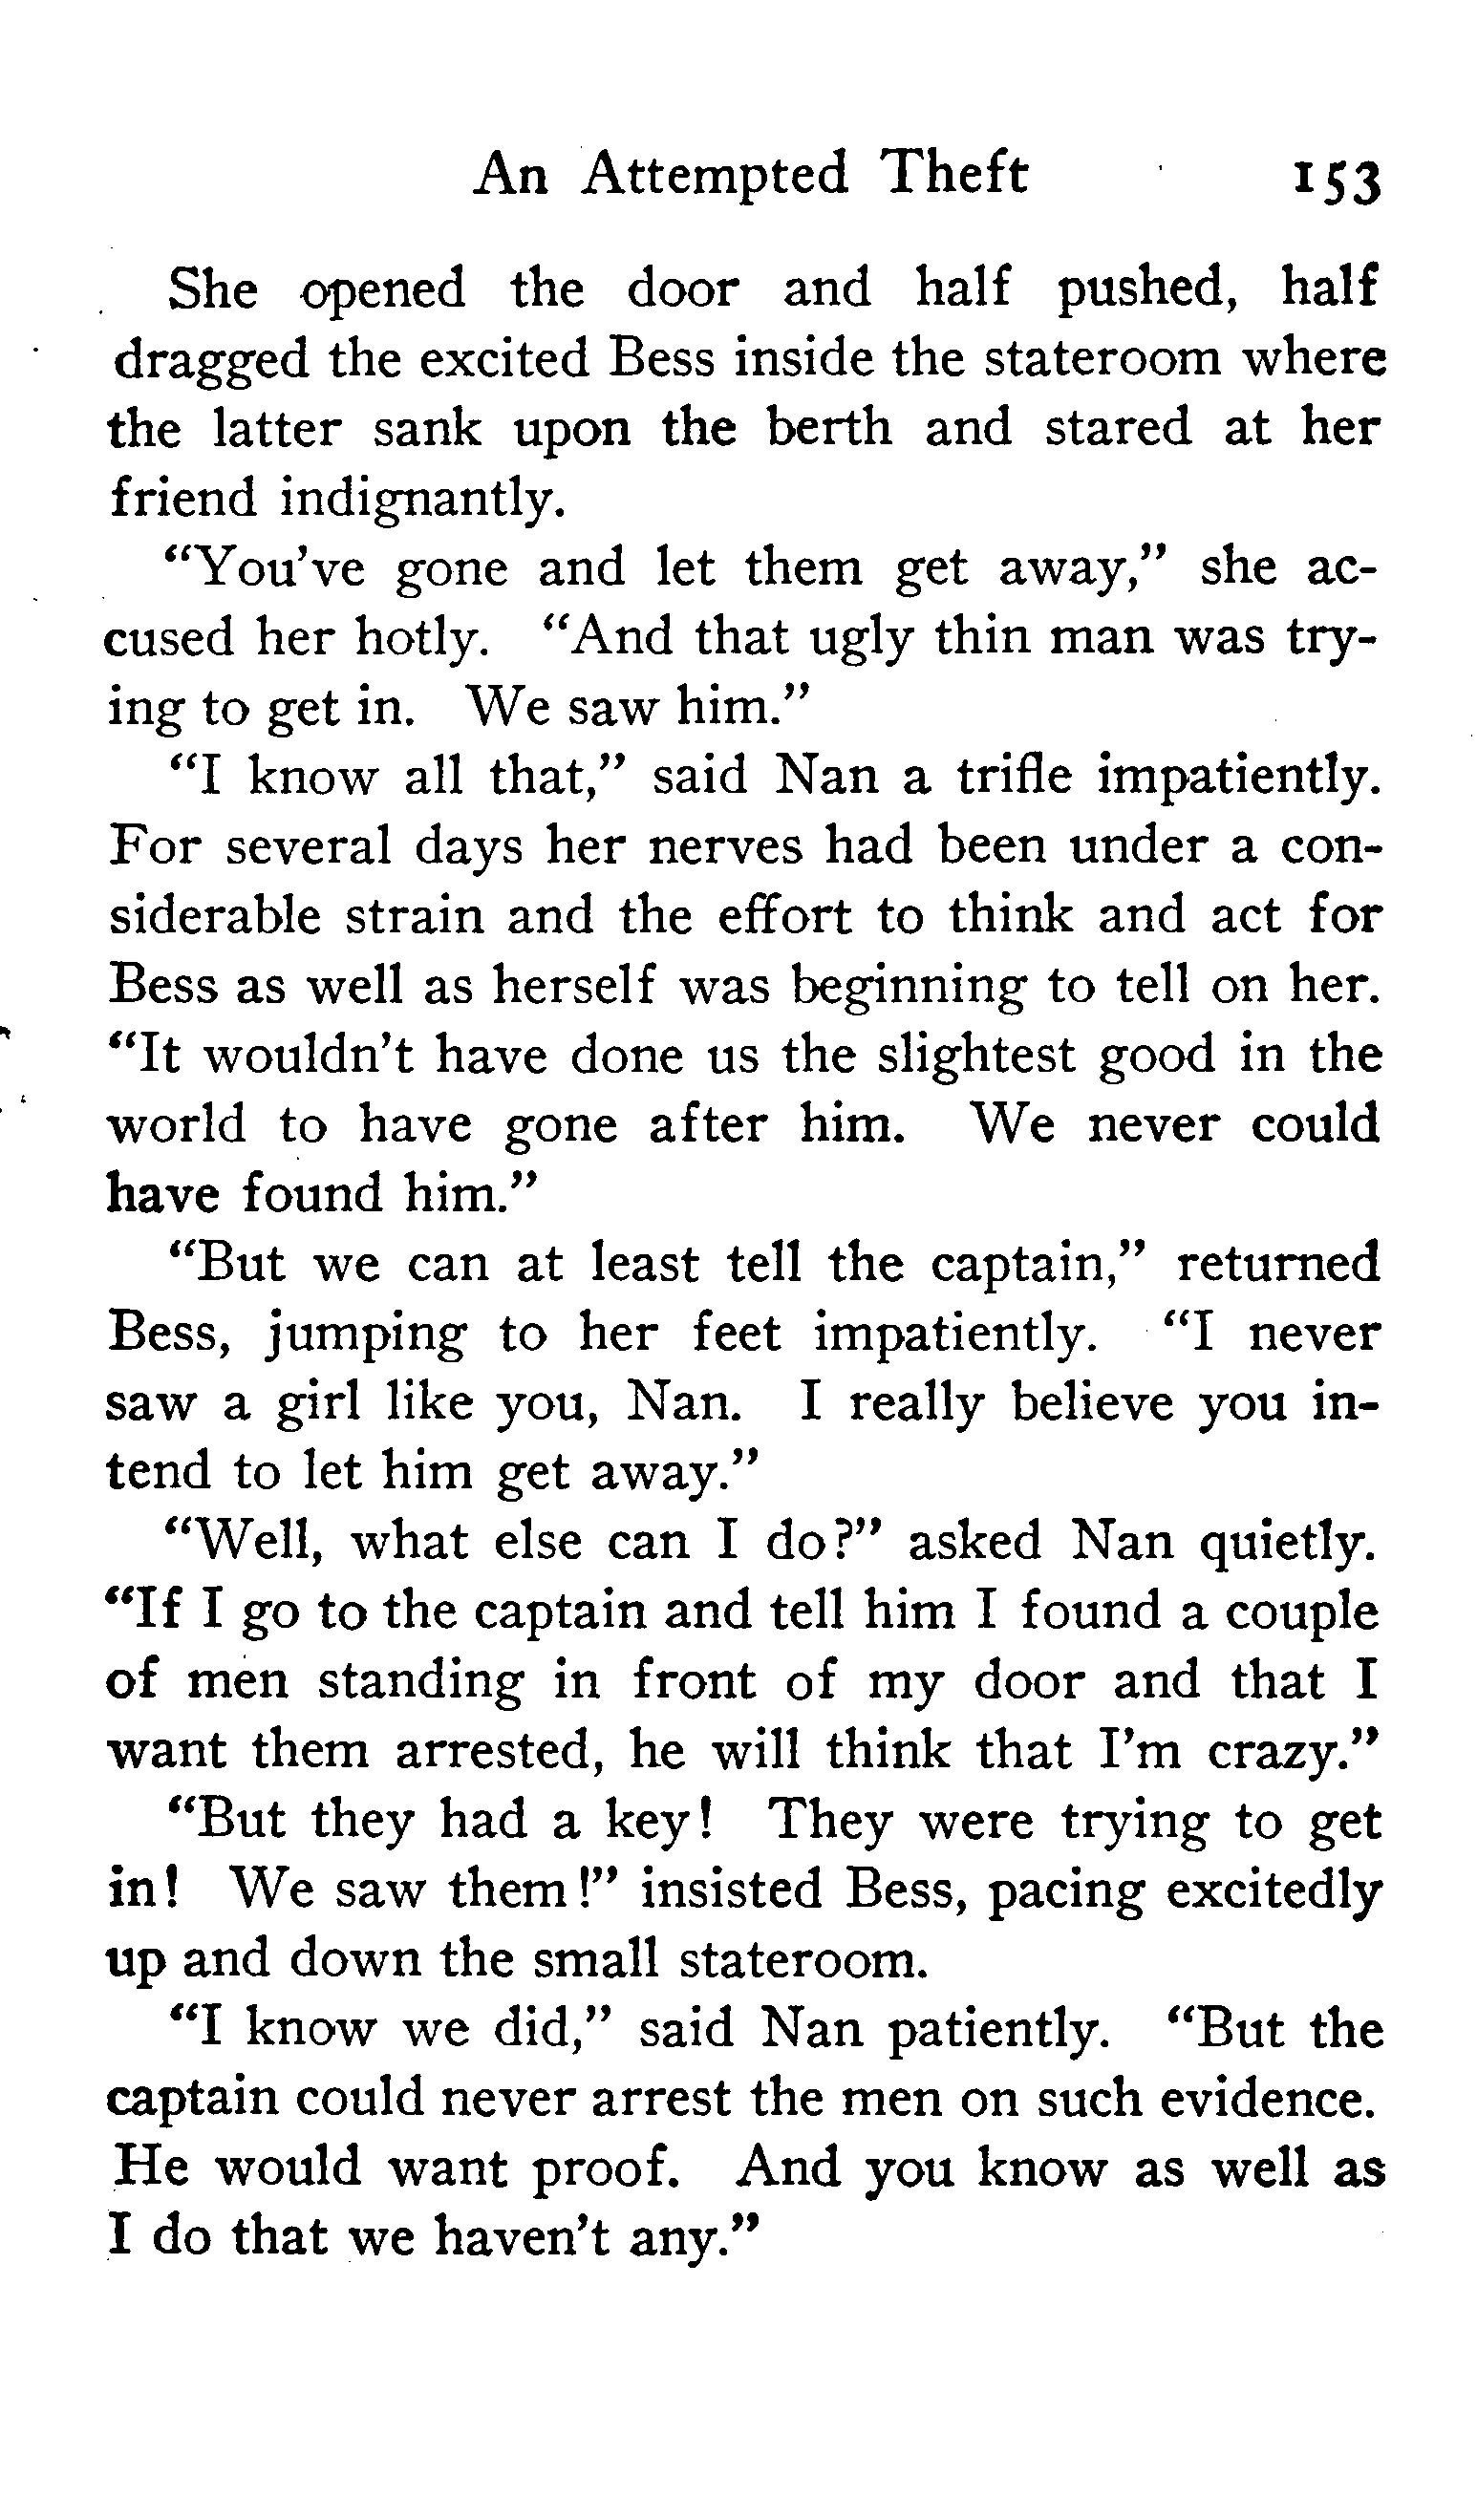 An Attempted Theft 153
She opened the door and half pushed, half
dragged the excited Bess inside the stateroom where
the latter sank upon the berth and stared at her
friend indignantly.
"You've gone and let them get away," she ac-
cused her hotly. "And that ugly thin man was try-
ing to get in. We saw him."
"I know all that," said Nan a trifle impatiently.
For several days her nerves had been under a con-
siderable strain and the effort to think and act for
Bess as well as herself was beginning to tell on her.
"It wouldn't have done us the slightest good in the
world to have gone after him. We never could
have found him."
"But we can at least tell the captain," returned
Bess, jumping to her feet impatiently. "I never
saw a girl like you, Nan. I really believe you in-
tend to let him get away."
"Well, what else can I do?" asked Nan quietly.
"If I go to the captain and tell him I found a couple
of men standing in front of my door and that I
want them arrested, he will think that I'm crazy."
"But they had a key! They were trying to get
in! We saw them!" insisted Bess, pacing excitedly
up and down the small stateroom.
"I know we did," said Nan patiently. "But the
captain could never arrest the men on such evidence.
He would want proof. And you know as well as
I do that we haven't any."